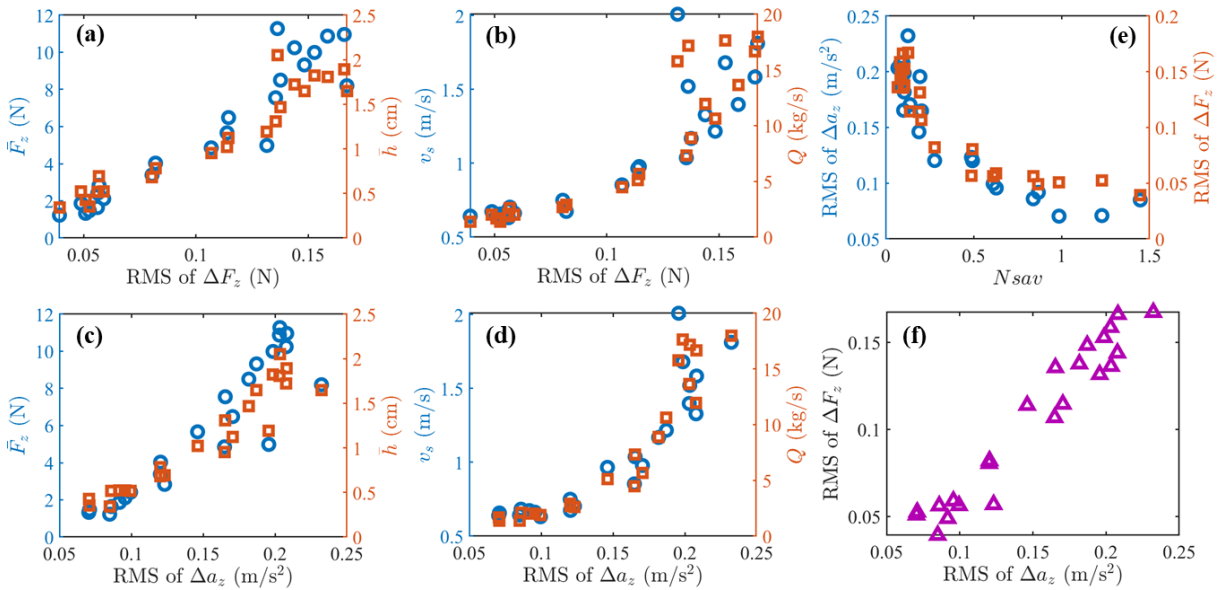 (a)
12
10
8
6
4
2
0
F̄z (N)
2.5
2
1.5
1
0.5
0
h̄ (cm)
0.05 0.1 0.15
RMS of ΔFz (N)
(b)
2
1.5
1
0.5
vs (m/s)
20
15
10
5
0
Q (kg/s)
0.05 0.1 0.15
RMS of ΔFz (N)
(e)
0.25
0.2
0.15
0.1
0.05
RMS of Δaz (m/s²)
0.2
0.15
0.1
0.05
0
RMS of ΔFz (N)
0 0.5 1 1.5
Nsav
(c)
12
10
8
6
4
2
0
F̄z (N)
2.5
2
1.5
1
0.5
0
h̄ (cm)
0.05 0.1 0.15 0.2 0.25
RMS of Δaz (m/s²)
(d)
2
1.5
1
0.5
vs (m/s)
20
15
10
5
0
Q (kg/s)
0.05 0.1 0.15 0.2 0.25
RMS of Δaz (m/s²)
(f)
0.15
0.1
0.05
RMS of ΔFz (N)
0.05 0.1 0.15 0.2 0.25
RMS of Δaz (m/s²)